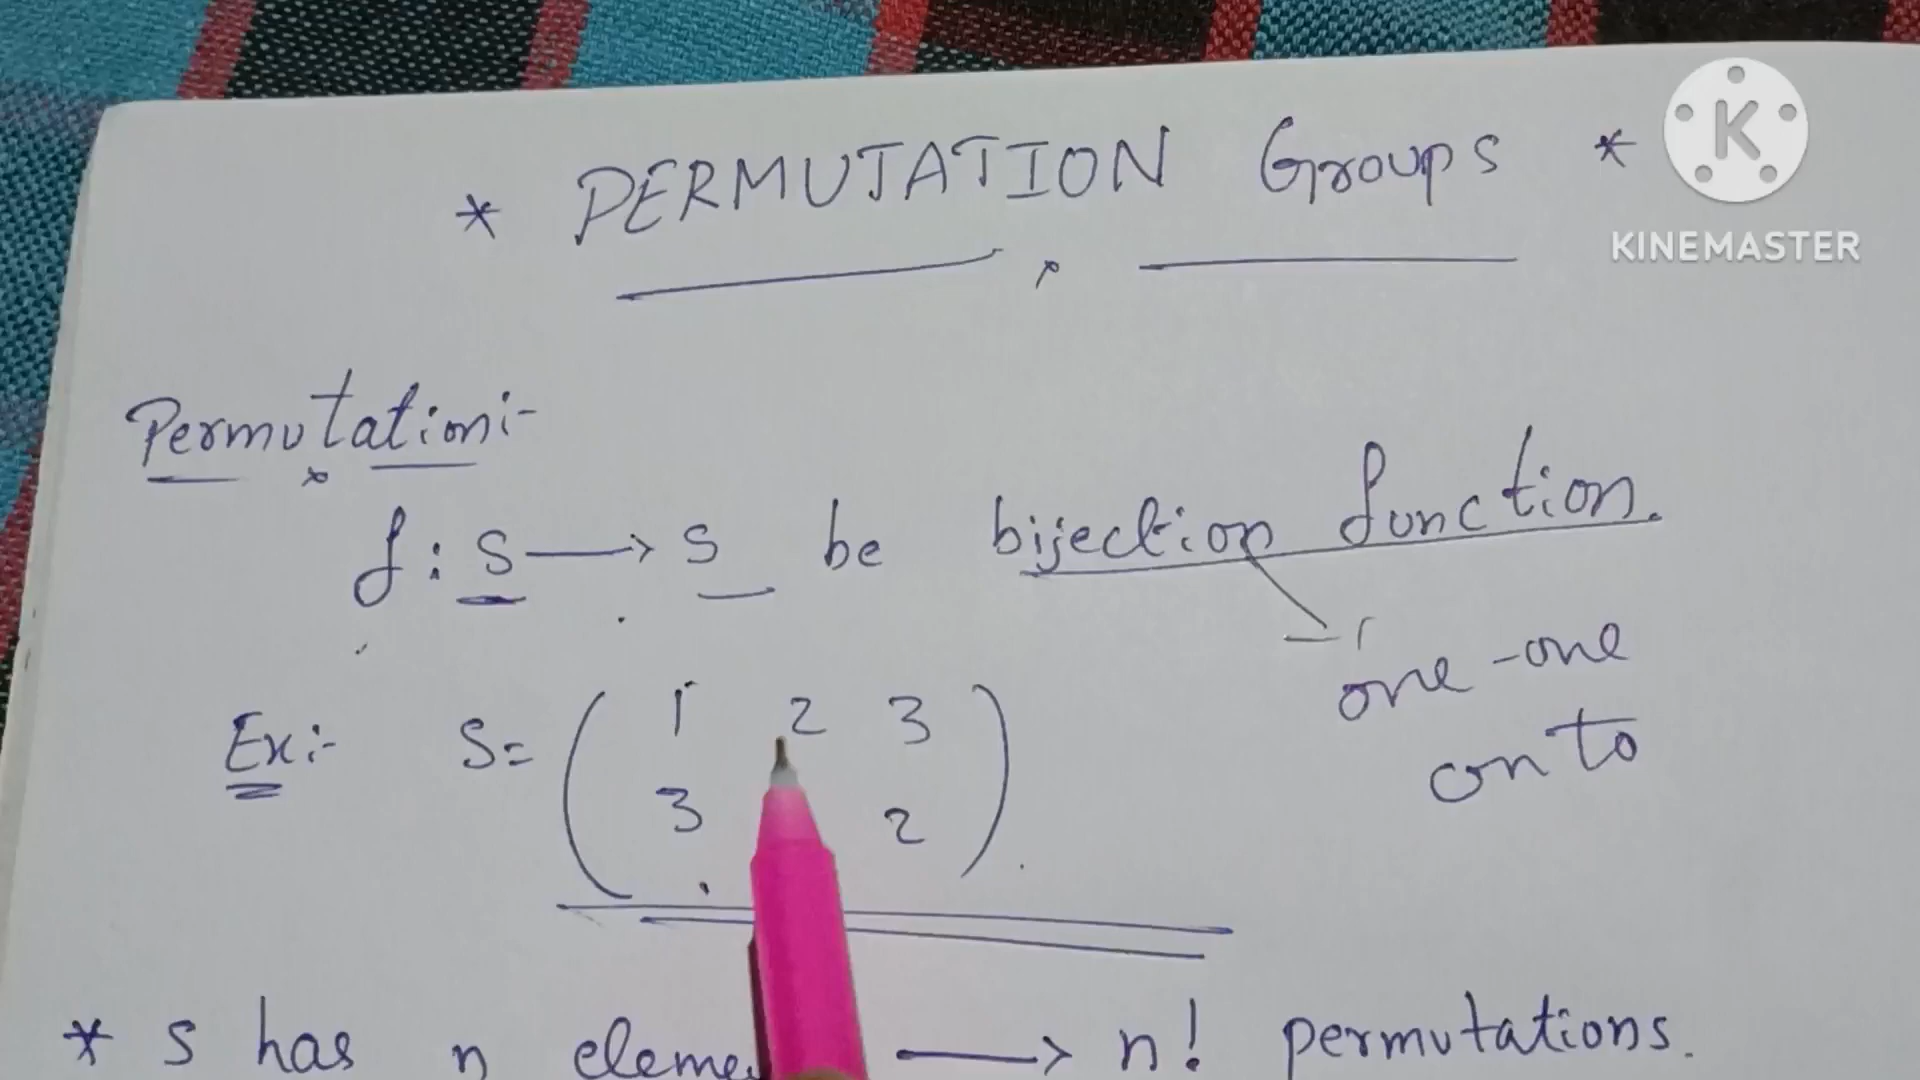 * PERMUTATION Groups *
K
KINEMASTER
Permutation:-
f : S → S be bijection function.
one-one
onto
Ex:- S = ( 1 2 3
3 2 )
* S has n → n! permutations.